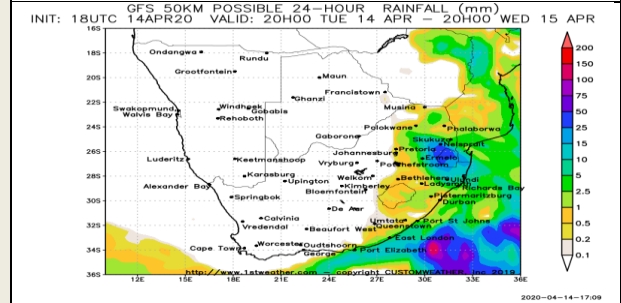 GFS 50KM POSSIBLE 24-HOUR RAINFALL (mm)
INIT: 18UTC 14APR20 VALID: 20H00 TUE 14 APR - 20H00 WED 15 APR
16S
Ondangwa
Rundu
200
Grootfontein
Maun
150
20S
100
Francistown
Ghanzi
75
22S
Windhoek
Musina
Swakopmund
Gobabis
50
Walvis Bay
Rehoboth
24S
Polokwane
Phalaborwa
25
Gaborone
Skukuza
Nelspruit
15
26S
Johannesburg
Pretoria
Luderitz
Keetmanshoop
Vryburg
Potchefstroom
Ermelo
10
28S
Karasburg
Welkom
Bethlehem
Ulundi
5
Alexander Bay
Upington
Kimberley
Ladysmith
Richards Bay
Bloemfontein
2.5
30S
Springbok
Pietermaritzburg
De Aar
Durban
1
Calvinia
Umtata
Port St Johns
0.5
32S
Vredendal
Beaufort West
Queenstown
East London
0.2
34S
Cape Town
Worcester
Oudtshoorn
Port Elizabeth
George
0.1
36S
http://www.1stweather.com - copyright CUSTOMWEATHER, inc 2019
12E 15E 18E 21E 24E 27E 30E 33E 36E
2020-04-14-17:09